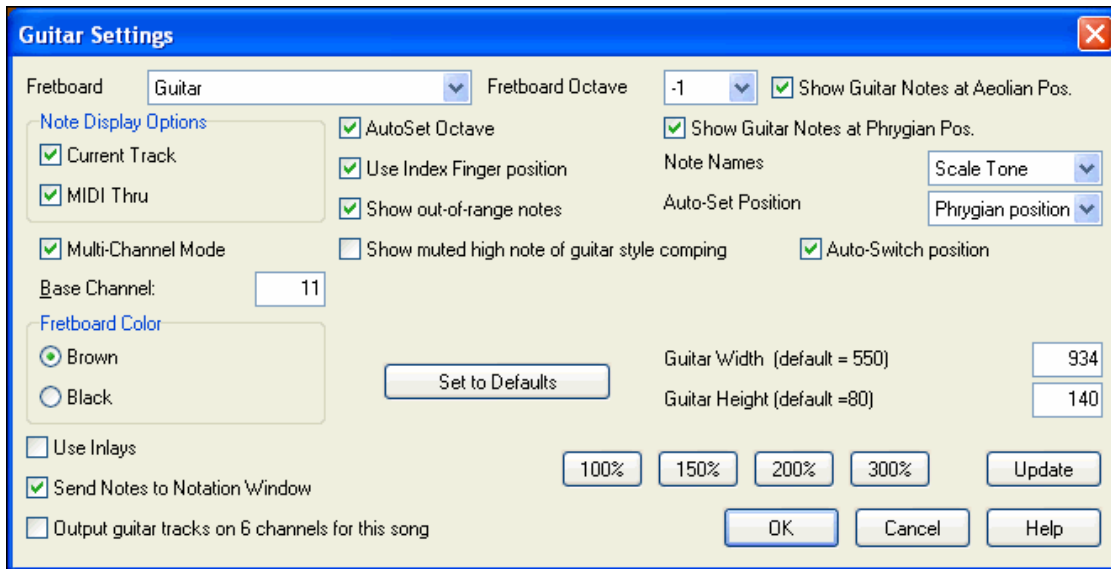 Guitar Settings
Fretboard Guitar Fretboard Octave -1 Show Guitar Notes at Aeolian Pos.
Note Display Options AutoSet Octave Show Guitar Notes at Phrygian Pos.
Current Track Use Index Finger position Note Names Scale Tone
MIDI Thru Show out-of-range notes Auto-Set Position Phrygian position
Multi-Channel Mode Show muted high note of guitar style comping Auto-Switch position
Base Channel: 11
Fretboard Color
Brown Set to Defaults Guitar Width (default = 550) 934
Black Guitar Height (default =80) 140
Use Inlays 100% 150% 200% 300% Update
Send Notes to Notation Window
Output guitar tracks on 6 channels for this song OK Cancel Help